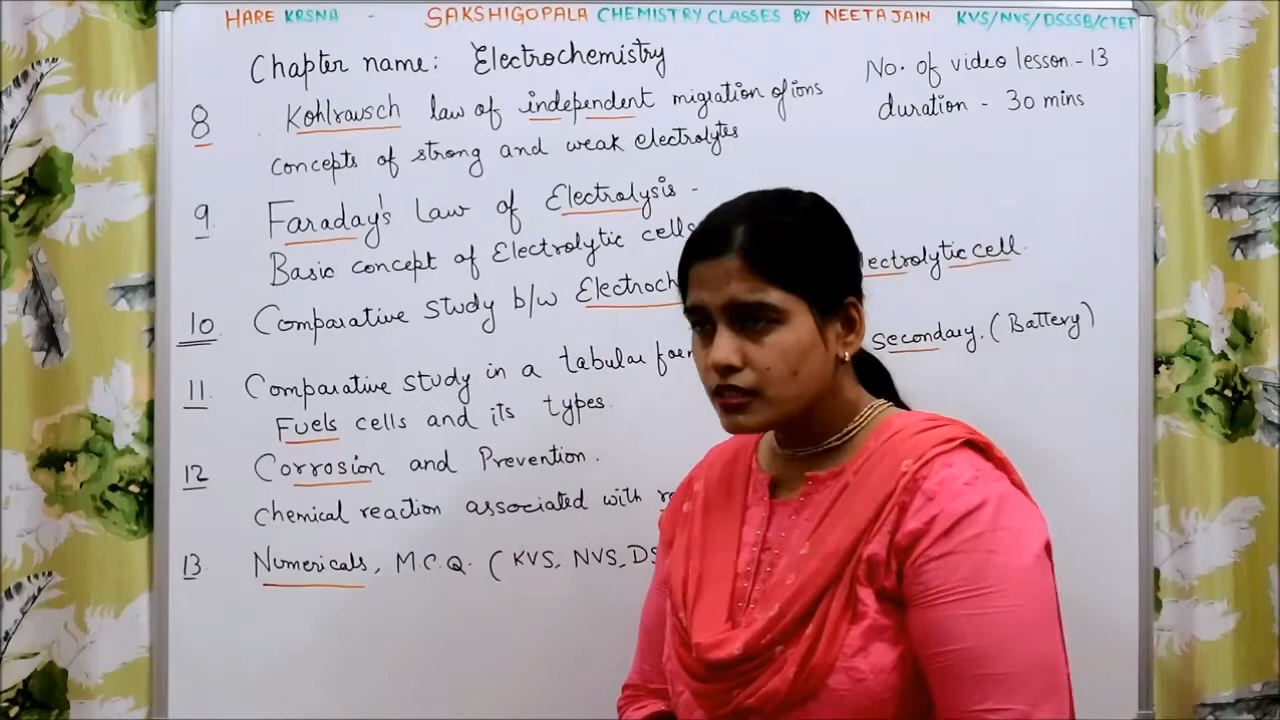 HARE KRSNA - SAKSHIGOPALA CHEMISTRY CLASSES BY NEETA JAIN KVS/NVS/DSSSB/CTET
Chapter name: Electrochemistry
No. of video lesson - 13
duration - 30 mins
8 Kohlrausch law of independent migration of ions
concepts of strong and weak electrolytes
9 Faraday's Law of Electrolysis -
Basic concept of Electrolytic cells
10 Comparative study b/w Electroch lectrolytic cell.
11. Comparative study in a tabular for secondary. (Battery)
Fuels cells and its types.
12 Corrosion and Prevention.
chemical reaction associated with
13 Numericals, M.C.Q. ( KVS, NVS, DS